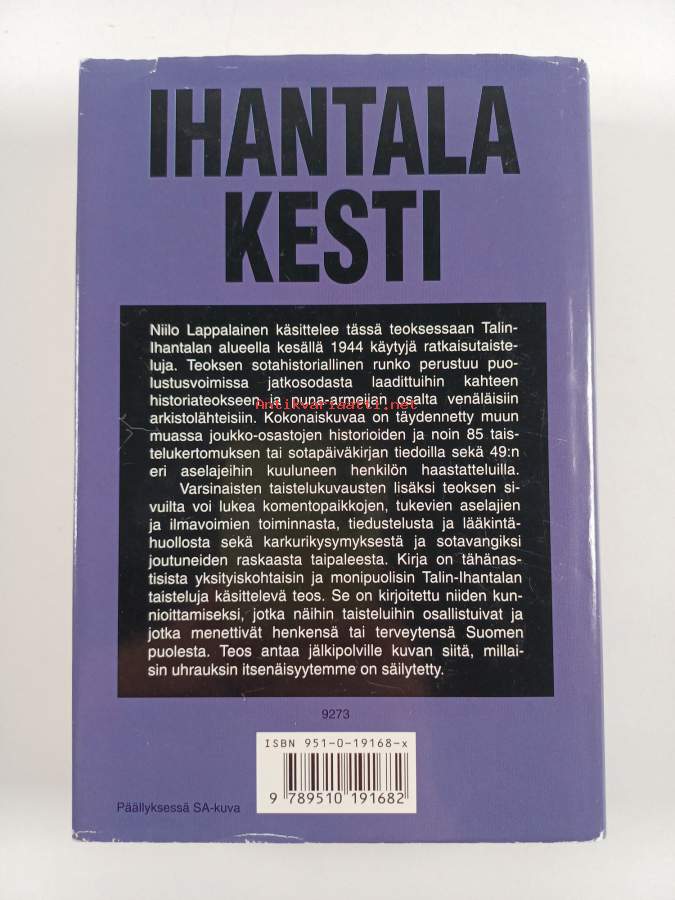 IHANTALA
KESTI
Niilo Lappalainen käsittelee tässä teoksessaan Talin-
Ihantalan alueella kesällä 1944 käytyjä ratkaisutaiste-
luja. Teoksen sotahistoriallinen runko perustuu puo-
lustusvoimissa jatkosodasta laadittuihin kahteen
historiateokseen ja puna-armeijan osalta venäläisiin
Antikvariaatti.net
arkistolähteisiin. Kokonaiskuvaa on täydennetty muun
muassa joukko-osastojen historioiden ja noin 85 tais-
telukertomuksen tai sotapäiväkirjan tiedoilla sekä 49:n
eri aselajeihin kuuluneen henkilön haastatteluilla.
Varsinaisten taistelukuvausten lisäksi teoksen si-
vuilta voi lukea komentopaikkojen, tukevien aselajien
ja ilmavoimien toiminnasta, tiedustelusta ja lääkintä-
huollosta sekä karkurikysymyksestä ja sotavangiksi
joutuneiden raskaasta taipaleesta. Kirja on tähänas-
tisista yksityiskohtaisin ja monipuolisin Talin-Ihantalan
taisteluja käsittelevä teos. Se on kirjoitettu niiden kun-
nioittamiseksi, jotka näihin taisteluihin osallistuivat ja
jotka menettivät henkensä tai terveytensä Suomen
puolesta. Teos antaa jälkipolville kuvan siitä, millai-
sin uhrauksin itsenäisyytemme on säilytetty.
9273
ISBN 951-0-19168-x
9 789510 191682
Päällyksessä SA-kuva